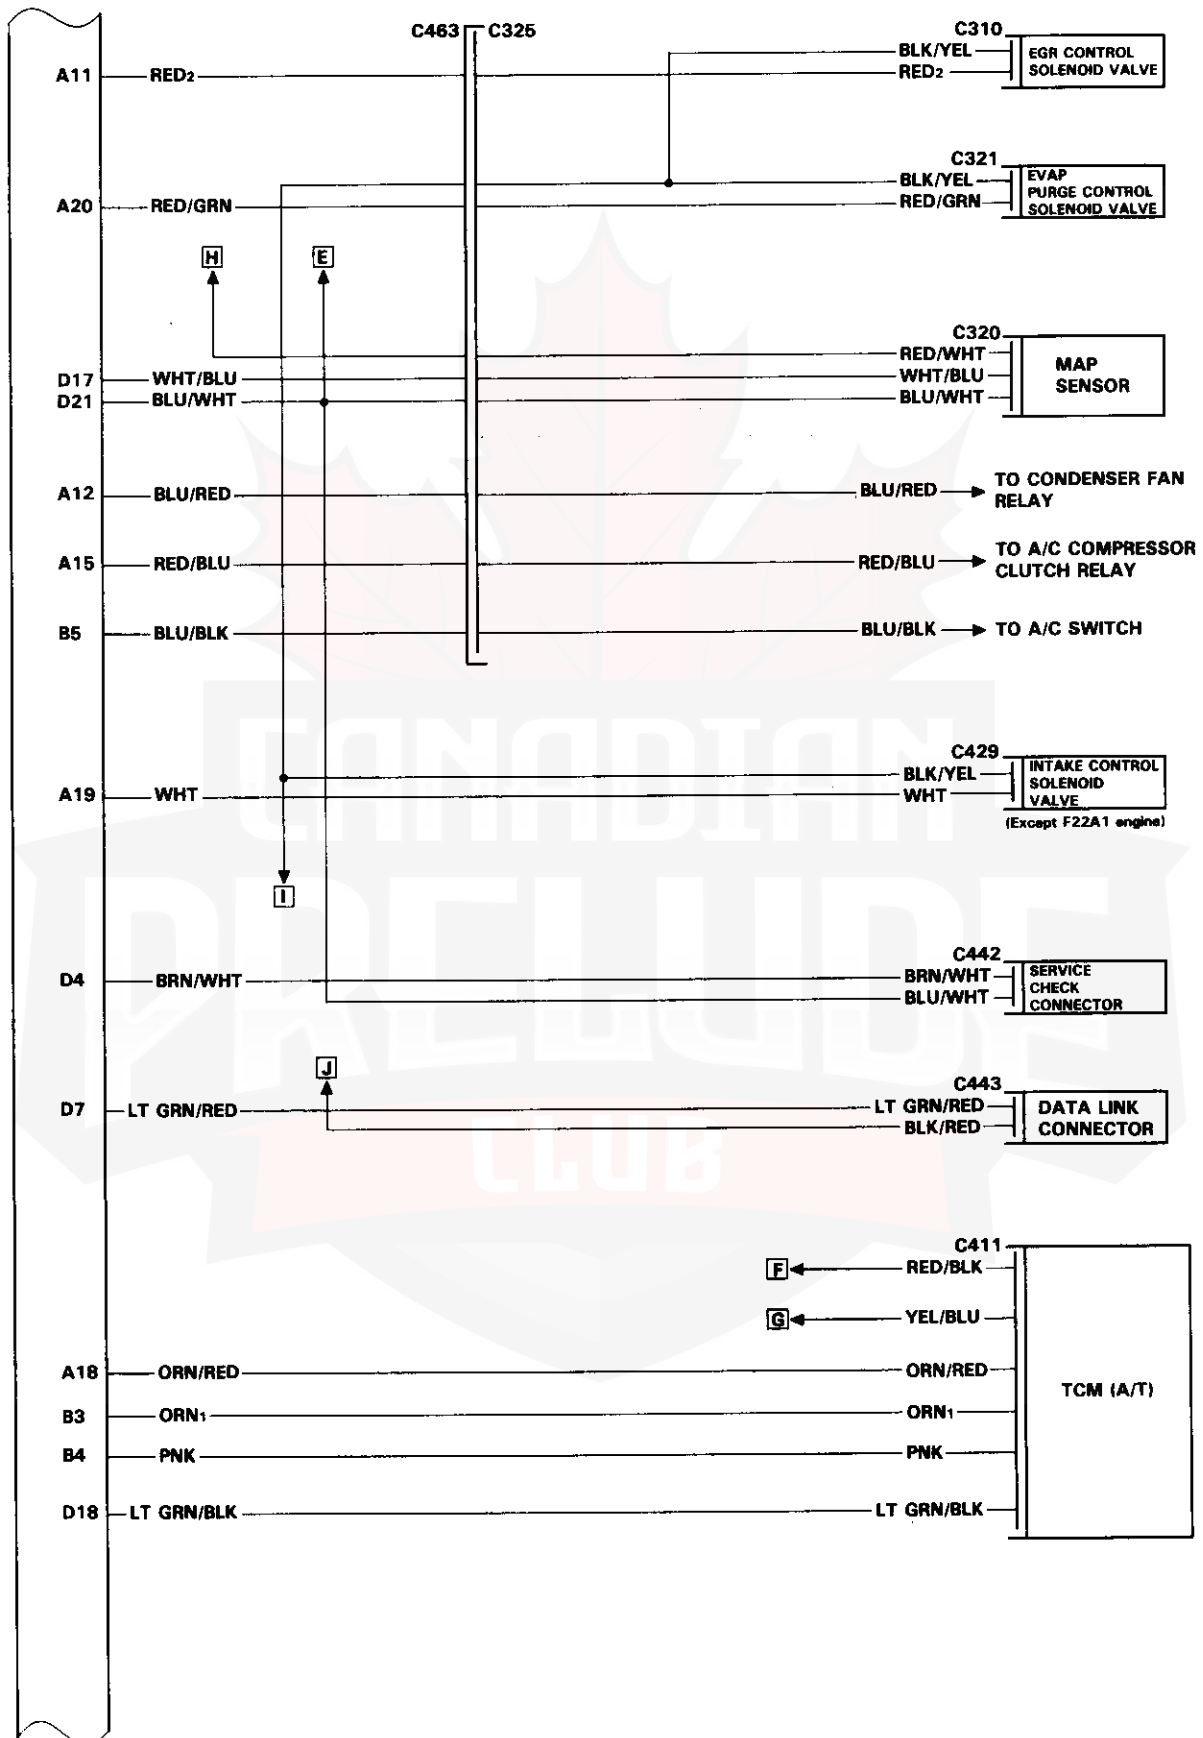 C463 C325
C310
BLK/YEL
EGR CONTROL
SOLENOID VALVE
A11 RED2 RED2
C321
BLK/YEL
EVAP
PURGE CONTROL
SOLENOID VALVE
A20 RED/GRN RED/GRN
H E
C320
RED/WHT
MAP
SENSOR
D17 WHT/BLU WHT/BLU
D21 BLU/WHT BLU/WHT
A12 BLU/RED BLU/RED TO CONDENSER FAN
RELAY
A15 RED/BLU RED/BLU TO A/C COMPRESSOR
CLUTCH RELAY
B5 BLU/BLK BLU/BLK TO A/C SWITCH
CANADIAN
C429
BLK/YEL
INTAKE CONTROL
SOLENOID
VALVE
A19 WHT WHT
(Except F22A1 engine)
I
PRELUDE
C442
D4 BRN/WHT BRN/WHT
BLU/WHT
SERVICE
CHECK
CONNECTOR
J
C443
D7 LT GRN/RED LT GRN/RED
BLK/RED
DATA LINK
CONNECTOR
CLUB
C411
F RED/BLK
G YEL/BLU
A18 ORN/RED ORN/RED
TCM (A/T)
B3 ORN1 ORN1
B4 PNK PNK
D18 LT GRN/BLK LT GRN/BLK